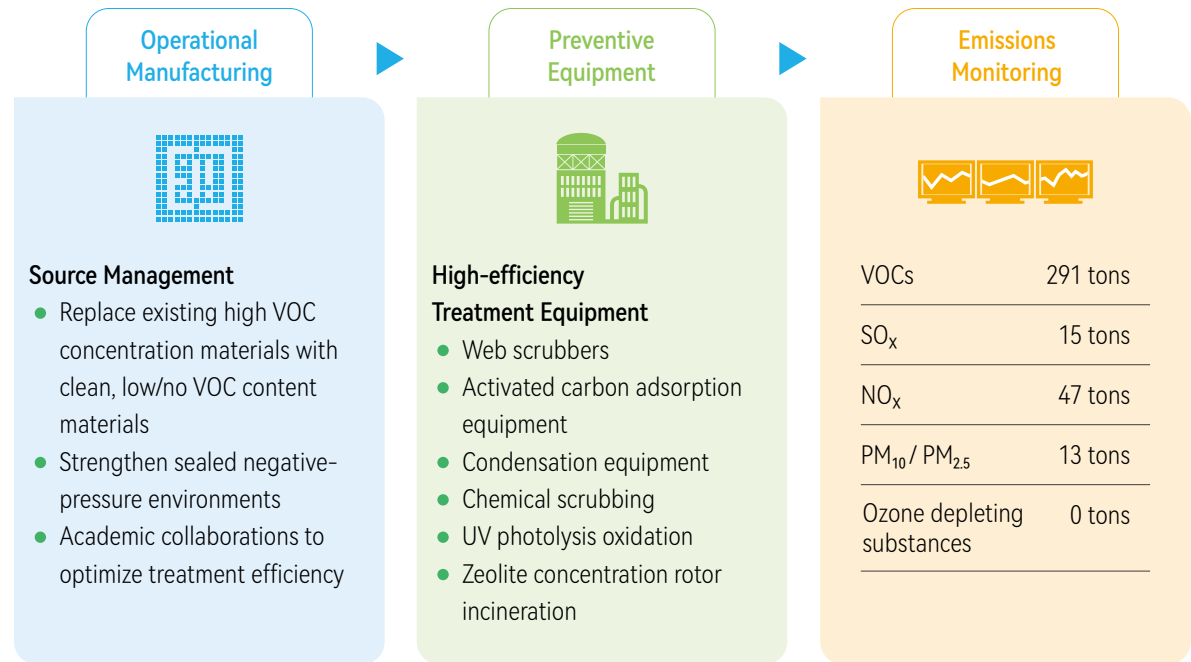 Operational
Manufacturing
Preventive
Equipment
Emissions
Monitoring
Source Management
• Replace existing high VOC
concentration materials with
clean, low/no VOC content
materials
• Strengthen sealed negative-
pressure environments
• Academic collaborations to
optimize treatment efficiency
High-efficiency
Treatment Equipment
• Web scrubbers
• Activated carbon adsorption
equipment
• Condensation equipment
• Chemical scrubbing
• UV photolysis oxidation
• Zeolite concentration rotor
incineration
VOCs 291 tons
SOX 15 tons
NOX 47 tons
PM10 / PM2.5 13 tons
Ozone depleting 0 tons
substances